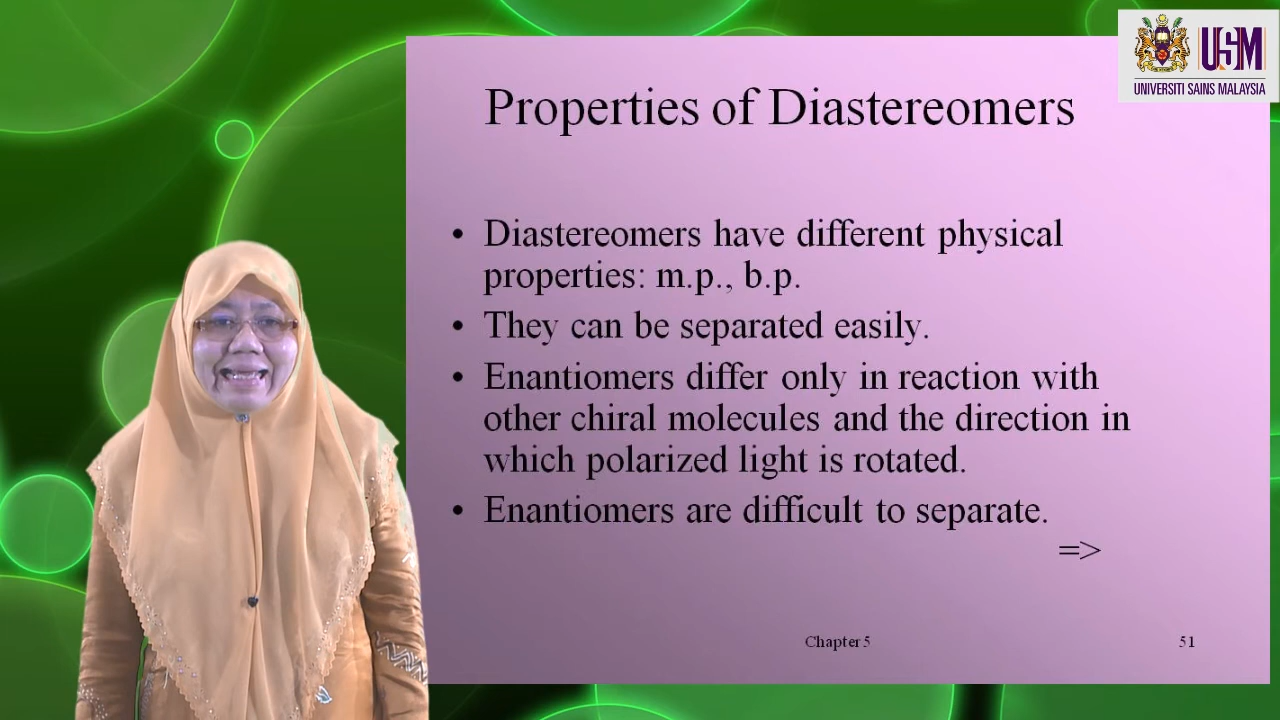 USM
UNIVERSITI SAINS MALAYSIA
Properties of Diastereomers
• Diastereomers have different physical
properties: m.p., b.p.
• They can be separated easily.
• Enantiomers differ only in reaction with
other chiral molecules and the direction in
which polarized light is rotated.
• Enantiomers are difficult to separate.
=>
Chapter 5
51